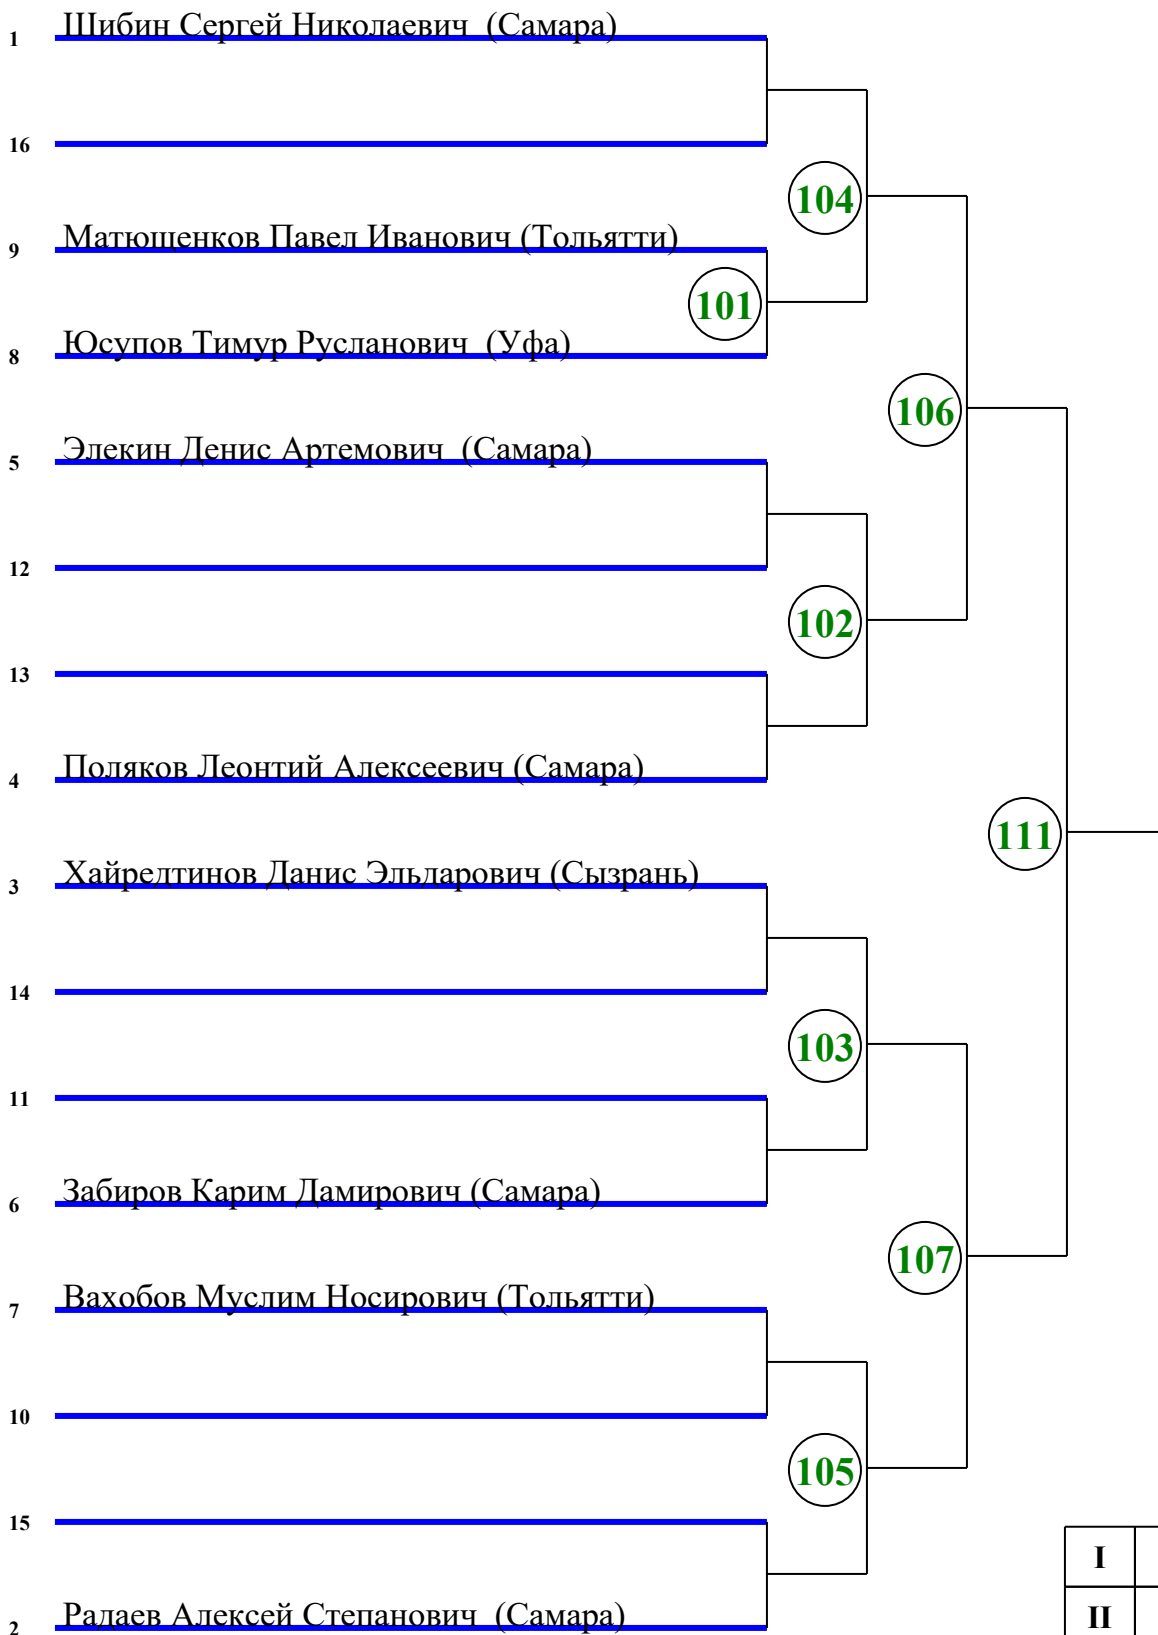 1 Шибин Сергей Николаевич (Самара)
16
104
9 Матющенков Павел Иванович (Тольятти)
101
8 Юсупов Тимур Русланович (Уфа)
106
5 Элекин Денис Артемович (Самара)
12
102
13
4 Поляков Леонтий Алексеевич (Самара)
111
3 Хайредтинов Данис Эльдарович (Сызрань)
14
103
11
6 Забиров Карим Дамирович (Самара)
107
7 Вахобов Муслим Носирович (Тольятти)
10
105
15
I
II
2 Радаев Алексей Степанович (Самара)